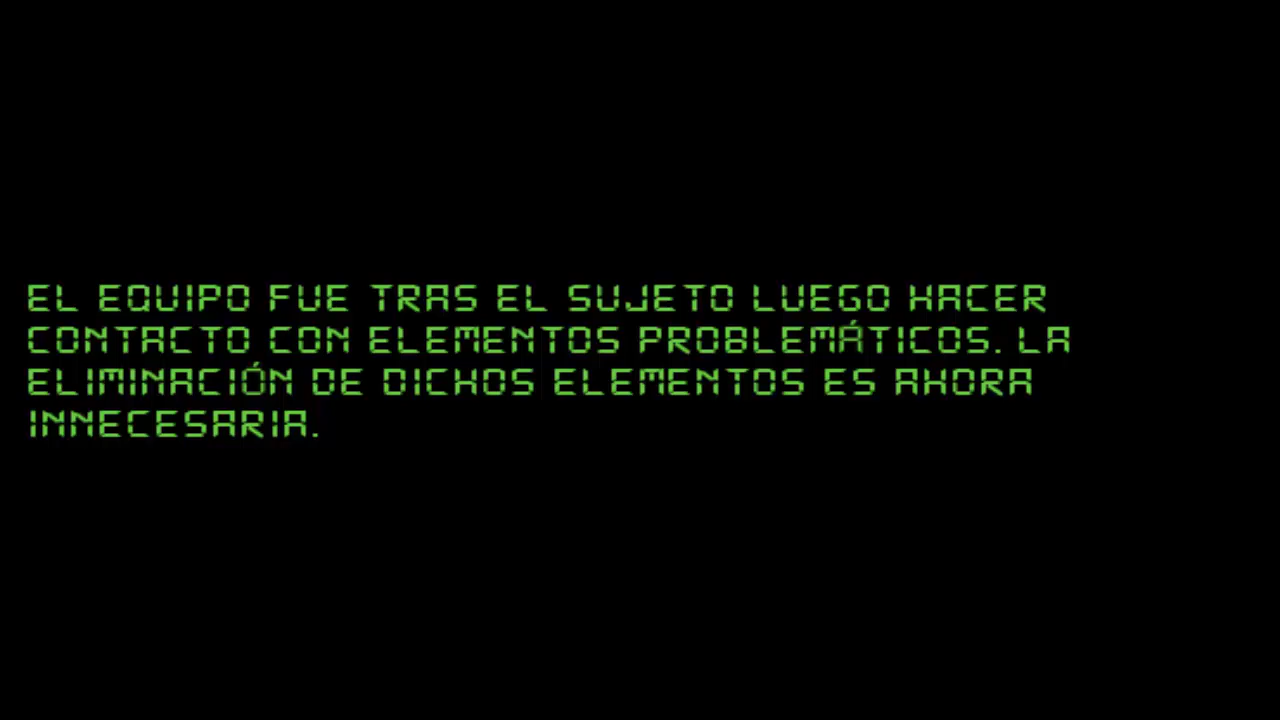 EL EQUIPO FUE TRAS EL SUJETO LUEGO HACER
CONTACTO CON ELEMENTOS PROBLEMÁTICOS. LA
ELIMINACIÓN DE DICHOS ELEMENTOS ES AHORA
INNECESARIA.